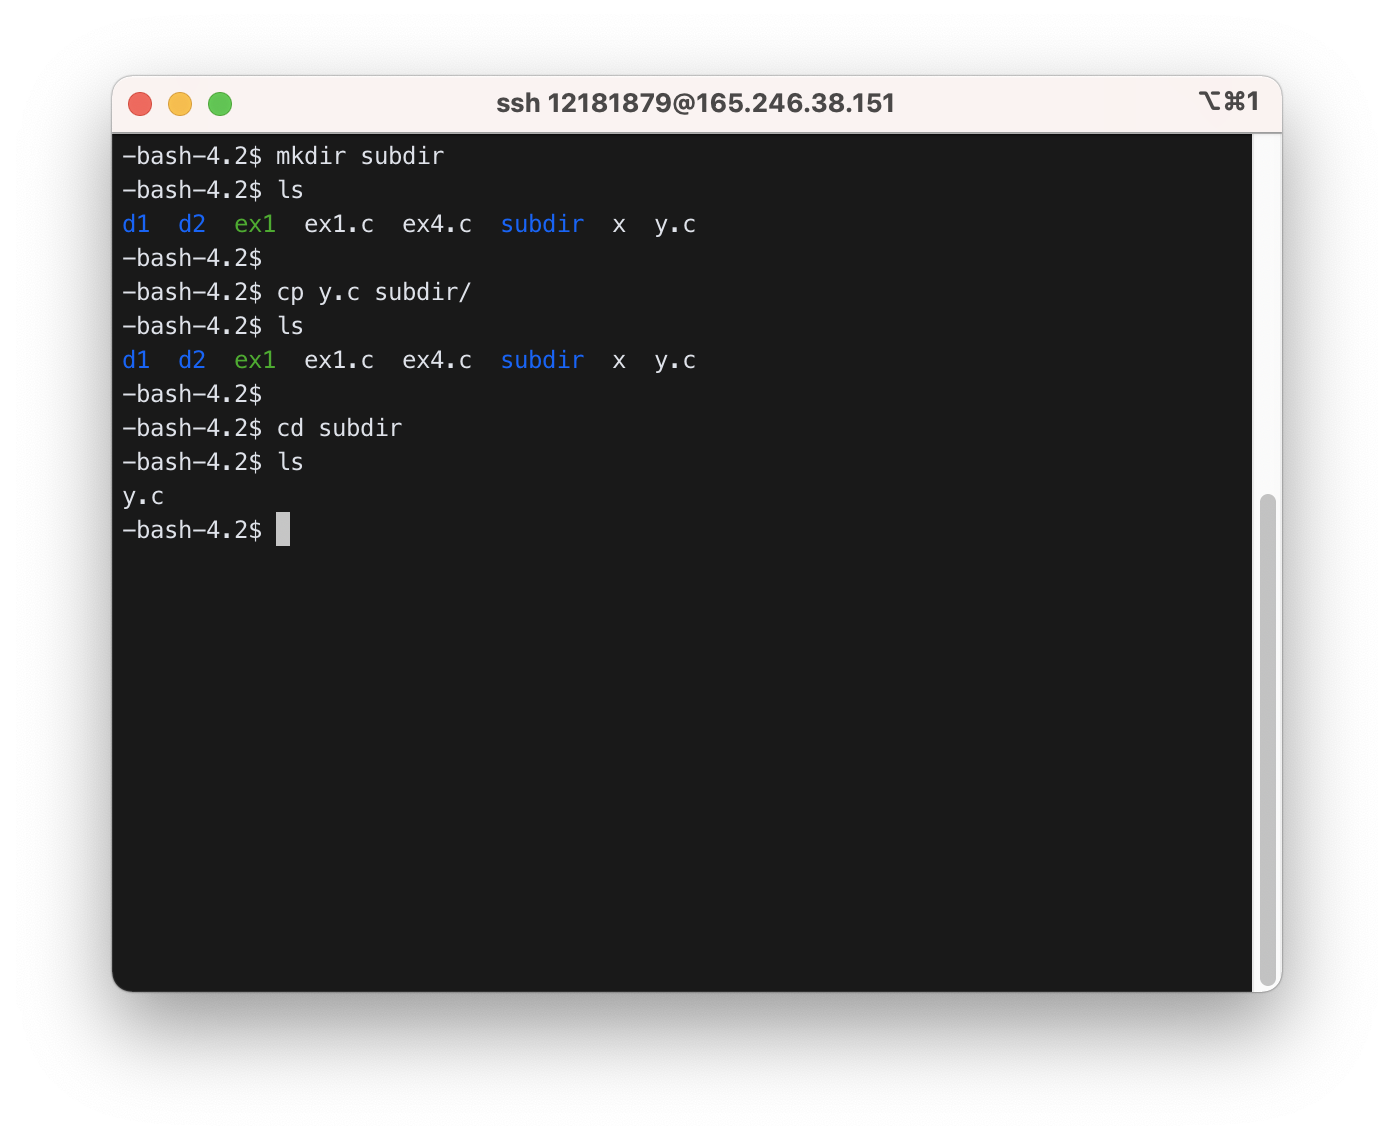 ssh 12181879@165.246.38.151 ⌥⌘1
-bash-4.2$ mkdir subdir
-bash-4.2$ ls
d1  d2  ex1  ex1.c  ex4.c  subdir  x  y.c
-bash-4.2$
-bash-4.2$ cp y.c subdir/
-bash-4.2$ ls
d1  d2  ex1  ex1.c  ex4.c  subdir  x  y.c
-bash-4.2$
-bash-4.2$ cd subdir
-bash-4.2$ ls
y.c
-bash-4.2$